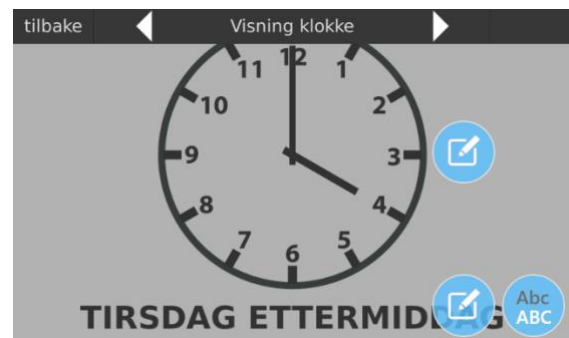 tilbake
Visning klokke
12
1
2
3
4
5
6
7
8
9
10
11
TIRSDAG ETTERMIDDAG
Abc
ABC